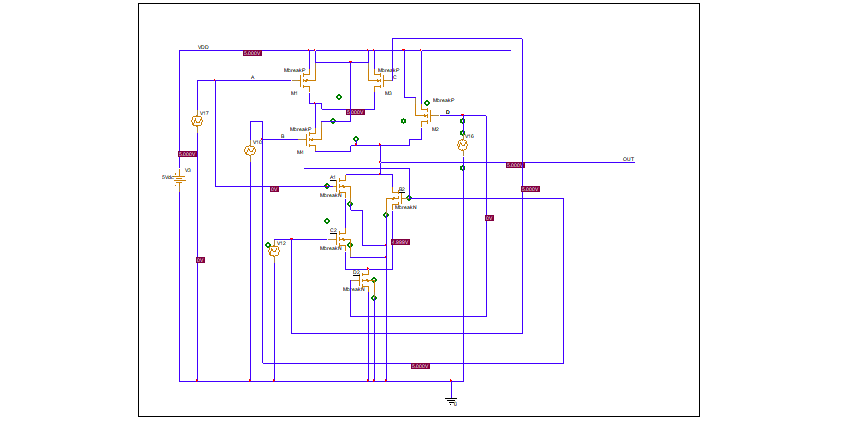 VDD
5.000V
MbreakP
MbreakP
A
C
M1
M3
MbreakP
V17
5.000V
D
MbreakP
M2
V16
B
M4
5.000V
OUT
5.000V
V3
5Vdc
A1
0V
B2
5.000V
MbreakN
MbreakN
0V
C2
V12
4.999V
MbreakN
0V
D2
MbreakN
5.000V
0